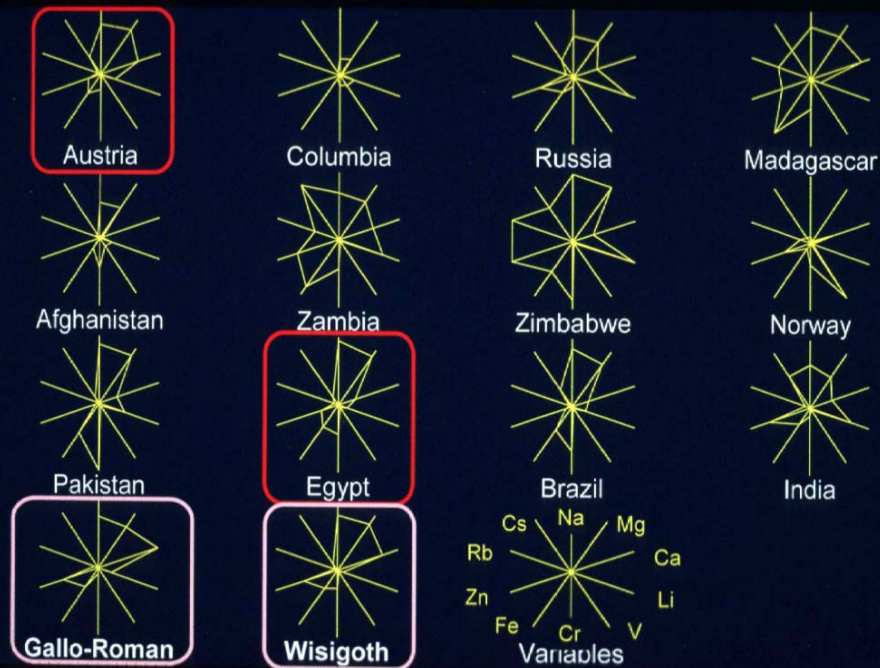 Austria
Columbia
Russia
Madagascar
Afghanistan
Zambia
Zimbabwe
Norway
Pakistan
Egypt
Brazil
India
Gallo-Roman
Wisigoth
Cs
Na
Mg
Rb
Ca
Zn
Li
Fe
Cr
V
Variables